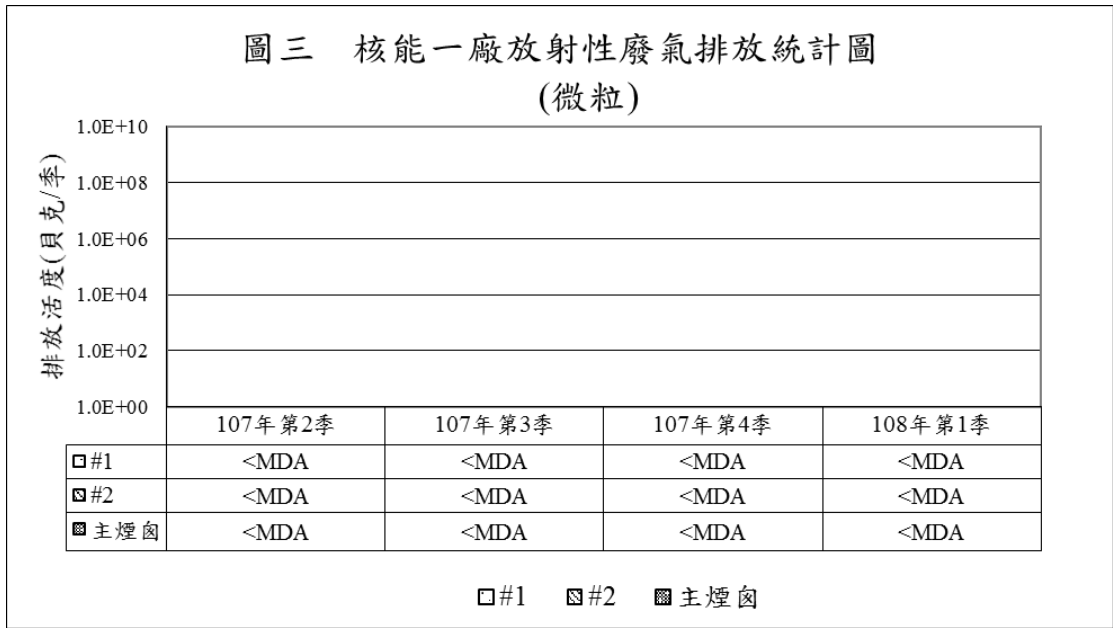 圖三 核能一廠放射性廢氣排放統計圖
(微粒)
排放活度(貝克/季)
1.0E+10
1.0E+08
1.0E+06
1.0E+04
1.0E+02
1.0E+00
107年第2季 107年第3季 107年第4季 108年第1季
#1 <MDA <MDA <MDA <MDA
#2 <MDA <MDA <MDA <MDA
主煙囪 <MDA <MDA <MDA <MDA
#1 #2 主煙囪